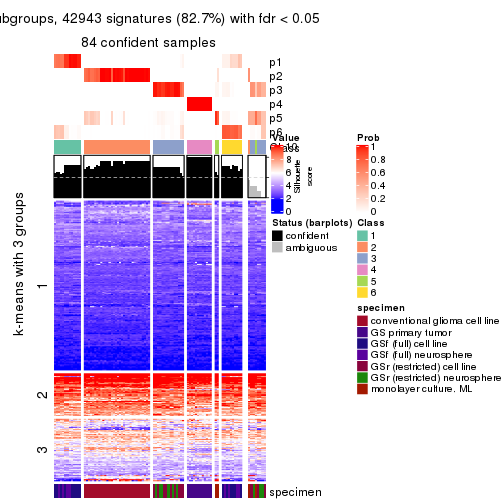 bgroups, 42943 signatures (82.7%) with fdr < 0.05
84 confident samples
p1
p2
p3
p4
p5
p6
Class
Silhouette
score
1
2
3
k-means with 3 groups
specimen
Value
8
6
4
2
0
Prob
1
0.8
0.6
0.4
0.2
0
Status (barplots)
confident
ambiguous
Class
1
2
3
4
5
6
specimen
conventional glioma cell line
GS primary tumor
GSf (full) cell line
GSf (full) neurosphere
GSr (restricted) cell line
GSr (restricted) neurosphere
monolayer culture, ML